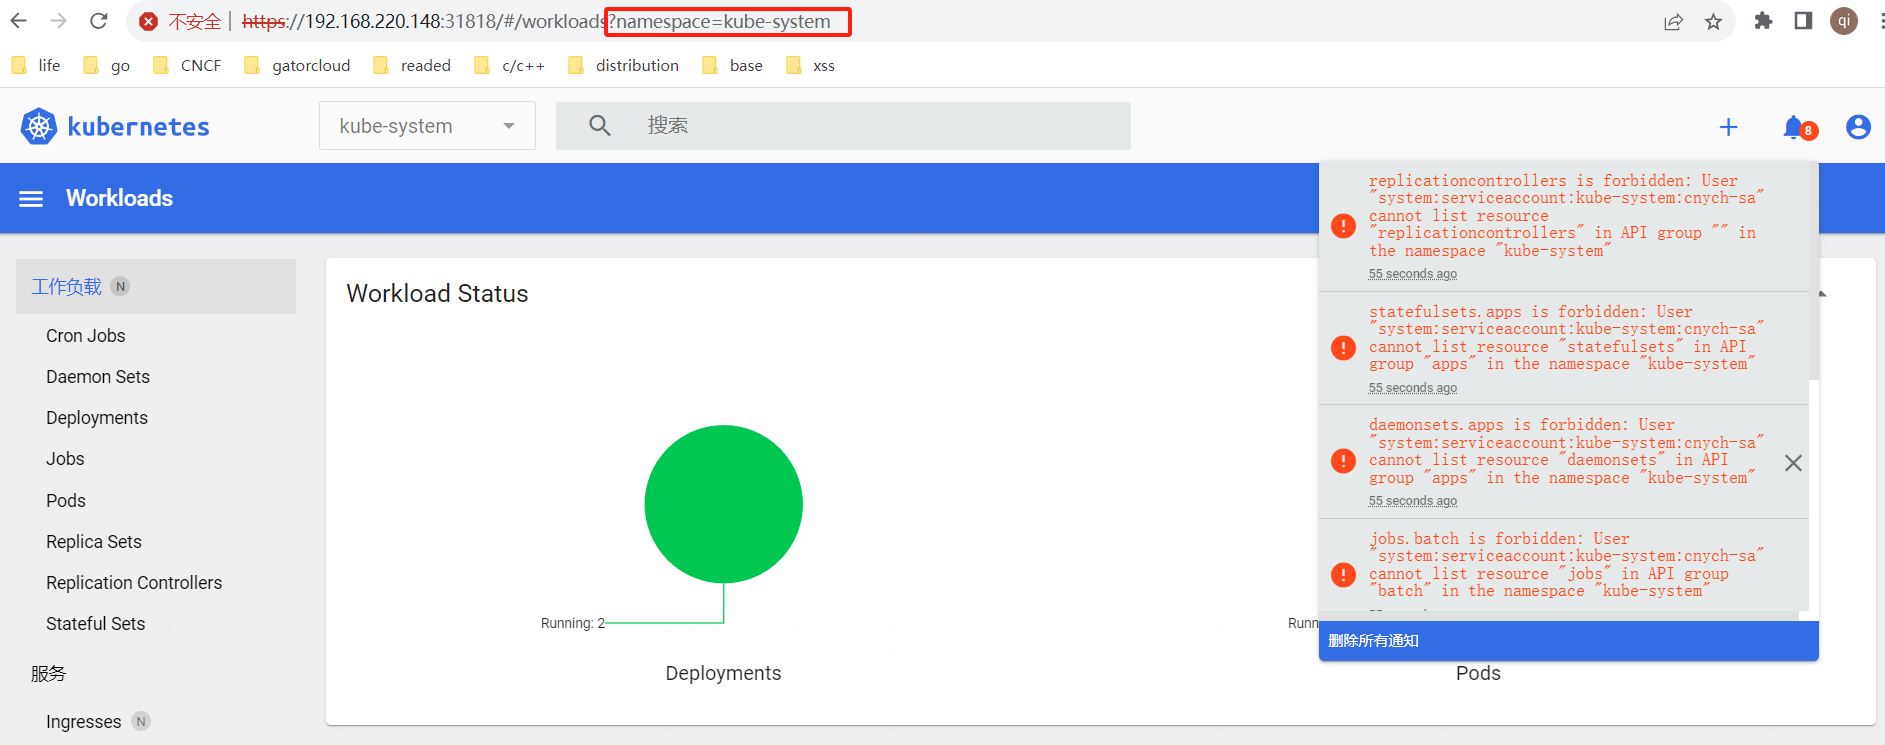 不安全
https://192.168.220.148:31818/#/workloads?namespace=kube-system
qi
life
go
CNCF
gatorcloud
readed
c/c++
distribution
base
xss
kubernetes
kube-system
搜索
8
Workloads
工作负载 N
Cron Jobs
Daemon Sets
Deployments
Jobs
Pods
Replica Sets
Replication Controllers
Stateful Sets
服务
Ingresses N
Workload Status
Running: 2
Deployments
Runn
Pods
replicationcontrollers is forbidden: User
"system:serviceaccount:kube-system:cnych-sa"
cannot list resource
"replicationcontrollers" in API group "" in
the namespace "kube-system"
55 seconds ago
statefulsets.apps is forbidden: User
"system:serviceaccount:kube-system:cnych-sa"
cannot list resource "statefulsets" in API
group "apps" in the namespace "kube-system"
55 seconds ago
daemonsets.apps is forbidden: User
"system:serviceaccount:kube-system:cnych-sa"
cannot list resource "daemonsets" in API
group "apps" in the namespace "kube-system"
55 seconds ago
jobs.batch is forbidden: User
"system:serviceaccount:kube-system:cnych-sa"
cannot list resource "jobs" in API group
"batch" in the namespace "kube-system"
删除所有通知